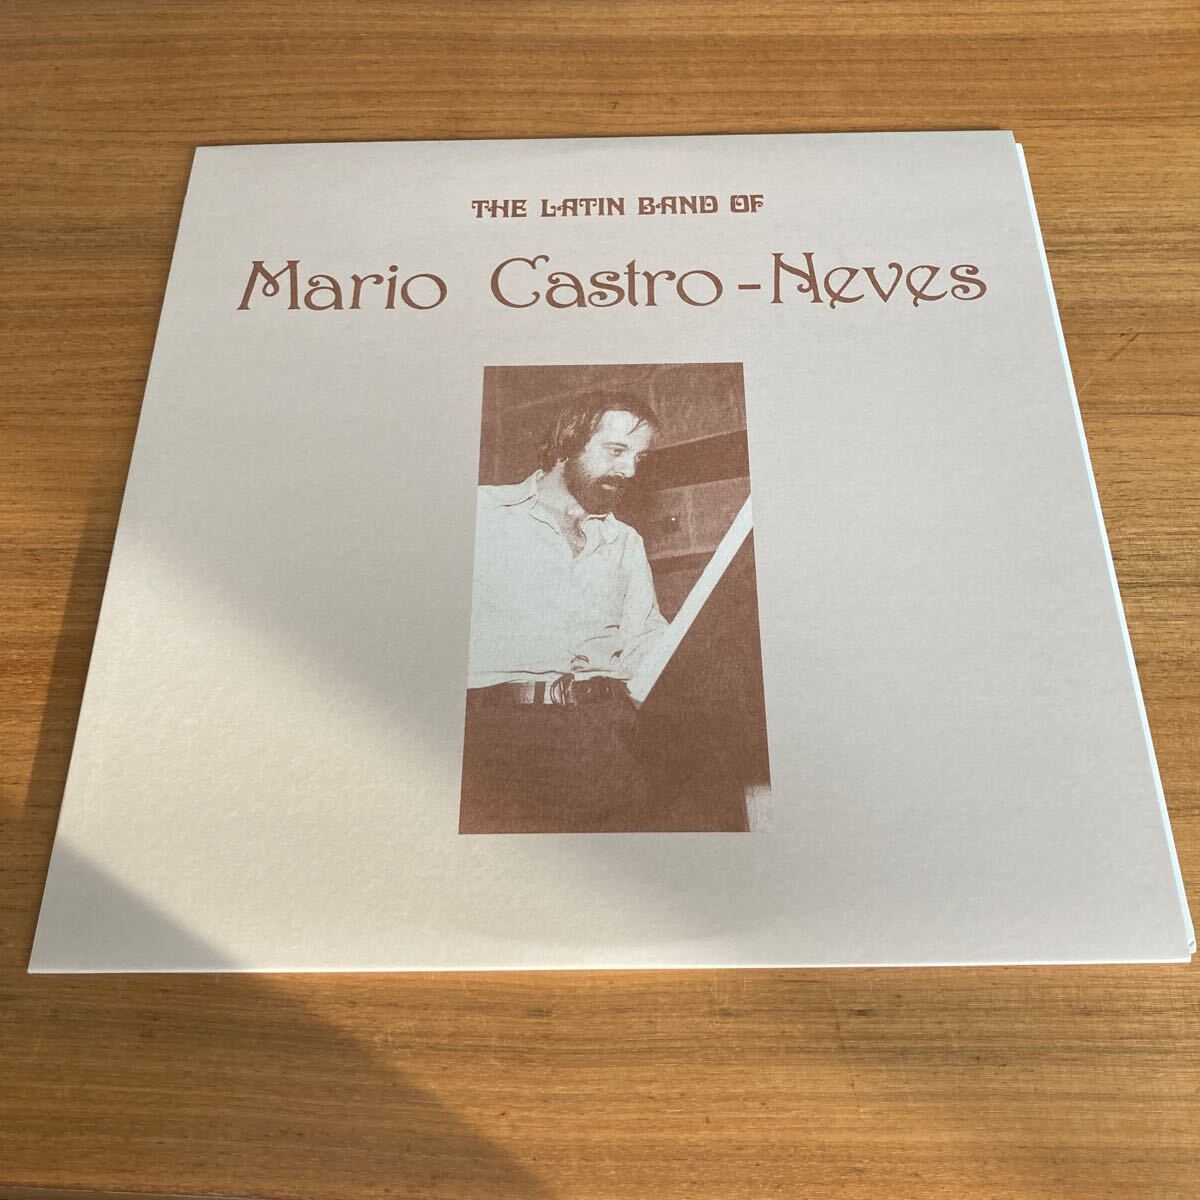 THE LATIN BAND OF
Mario Castro-Neves